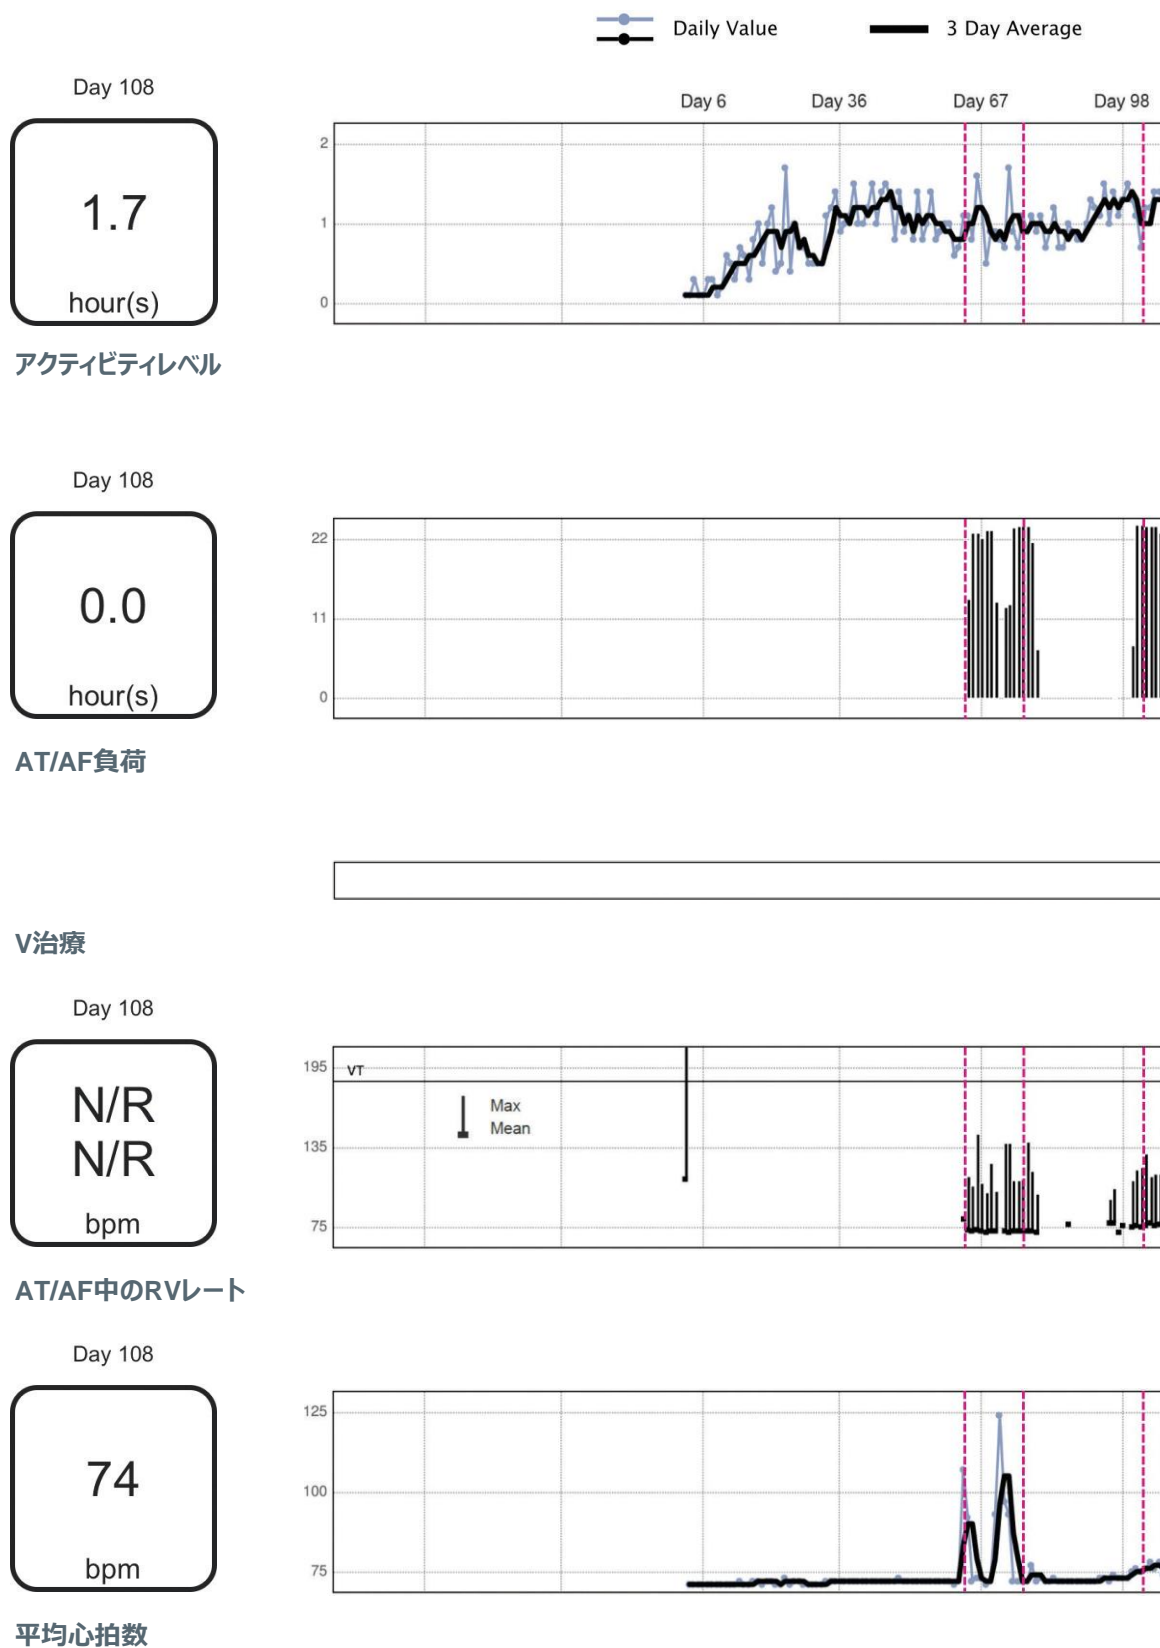 Daily Value
3 Day Average
Day 108
Day 6
Day 36
Day 67
Day 98
1.7
hour(s)
2
1
0
アクティビティレベル
Day 108
0.0
hour(s)
22
11
0
AT/AF負荷
V治療
Day 108
N/R
N/R
bpm
195
VT
Max
Mean
135
75
AT/AF中のRVレート
Day 108
74
bpm
125
100
75
平均心拍数